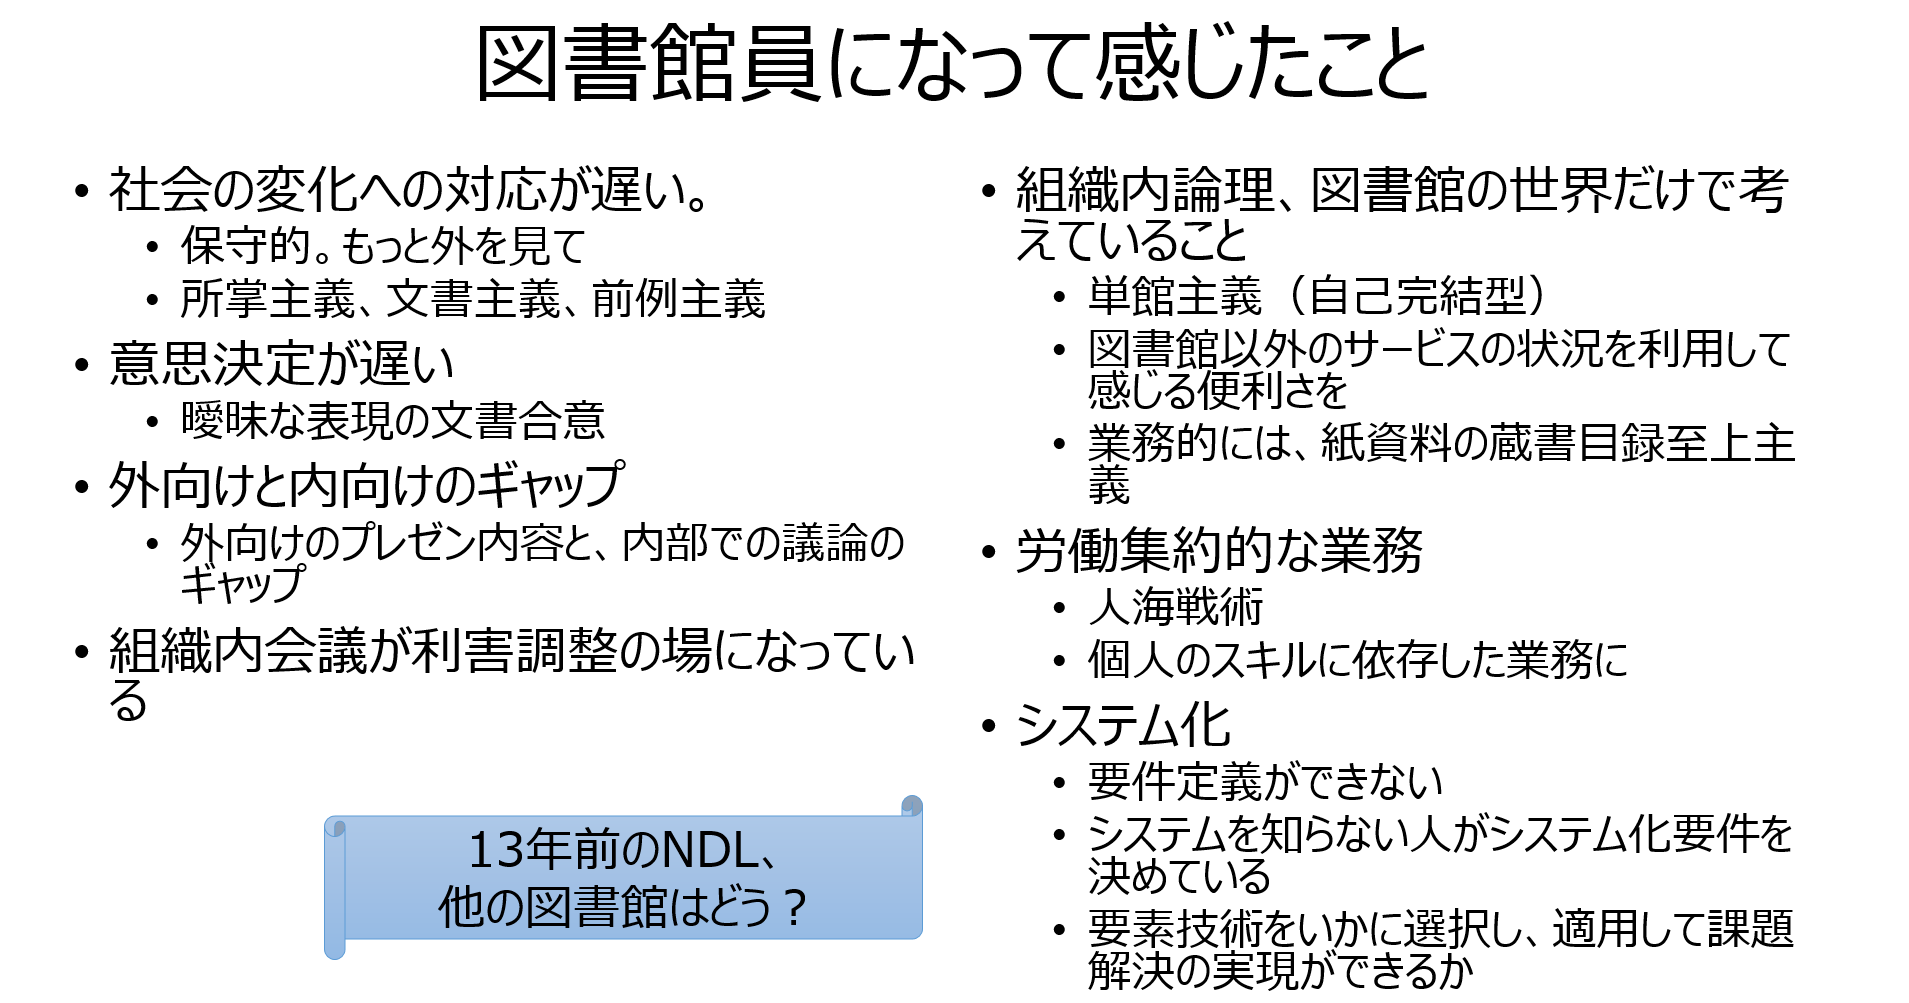 図書館員になって感じたこと
• 社会の変化への対応が遅い。
• 保守的。もっと外を見て
• 所掌主義、文書主義、前例主義
• 意思決定が遅い
• 曖昧な表現の文書合意
• 外向けと内向けのギャップ
• 外向けのプレゼン内容と、内部での議論の
ギャップ
• 組織内会議が利害調整の場になってい
る
13年前のNDL、
他の図書館はどう？
• 組織内論理、図書館の世界だけで考
えていること
• 単館主義（自己完結型）
• 図書館以外のサービスの状況を利用して
感じる便利さを
• 業務的には、紙資料の蔵書目録至上主
義
• 労働集約的な業務
• 人海戦術
• 個人のスキルに依存した業務に
• システム化
• 要件定義ができない
• システムを知らない人がシステム化要件を
決めている
• 要素技術をいかに選択し、適用して課題
解決の実現ができるか